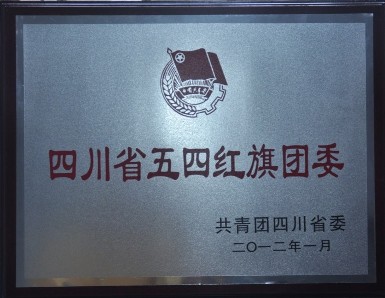 四川省五四红旗团委
共青团四川省委
二〇一二年一月